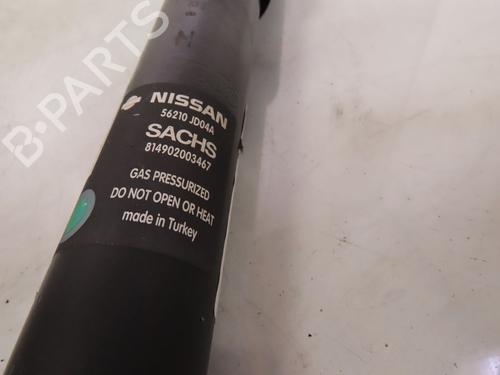 B-PARTS
N
NISSAN
56210 JD04A
SACHS
814902003467
GAS PRESSURIZED
DO NOT OPEN OR HEAT
made in Turkey